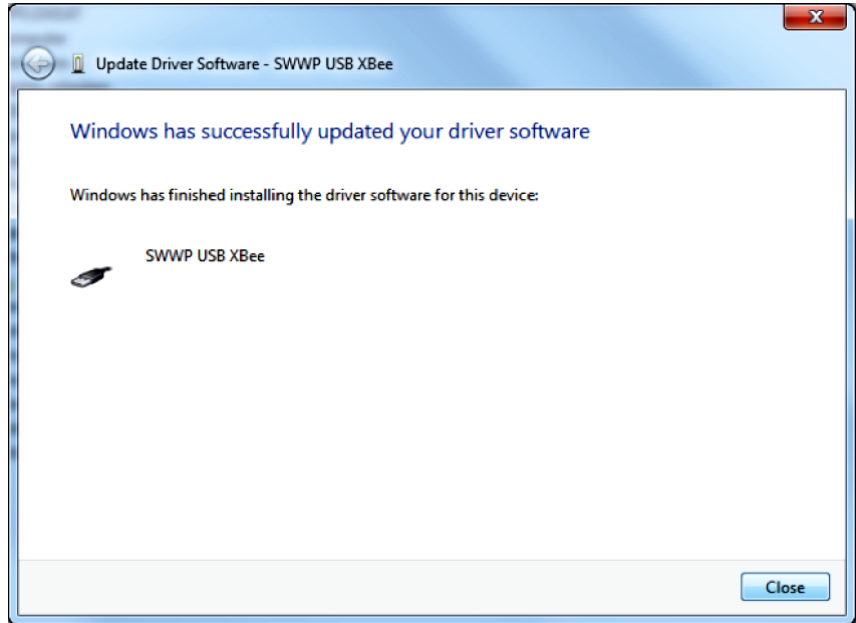 Update Driver Software - SWWP USB XBee
Windows has successfully updated your driver software
Windows has finished installing the driver software for this device:
SWWP USB XBee
Close